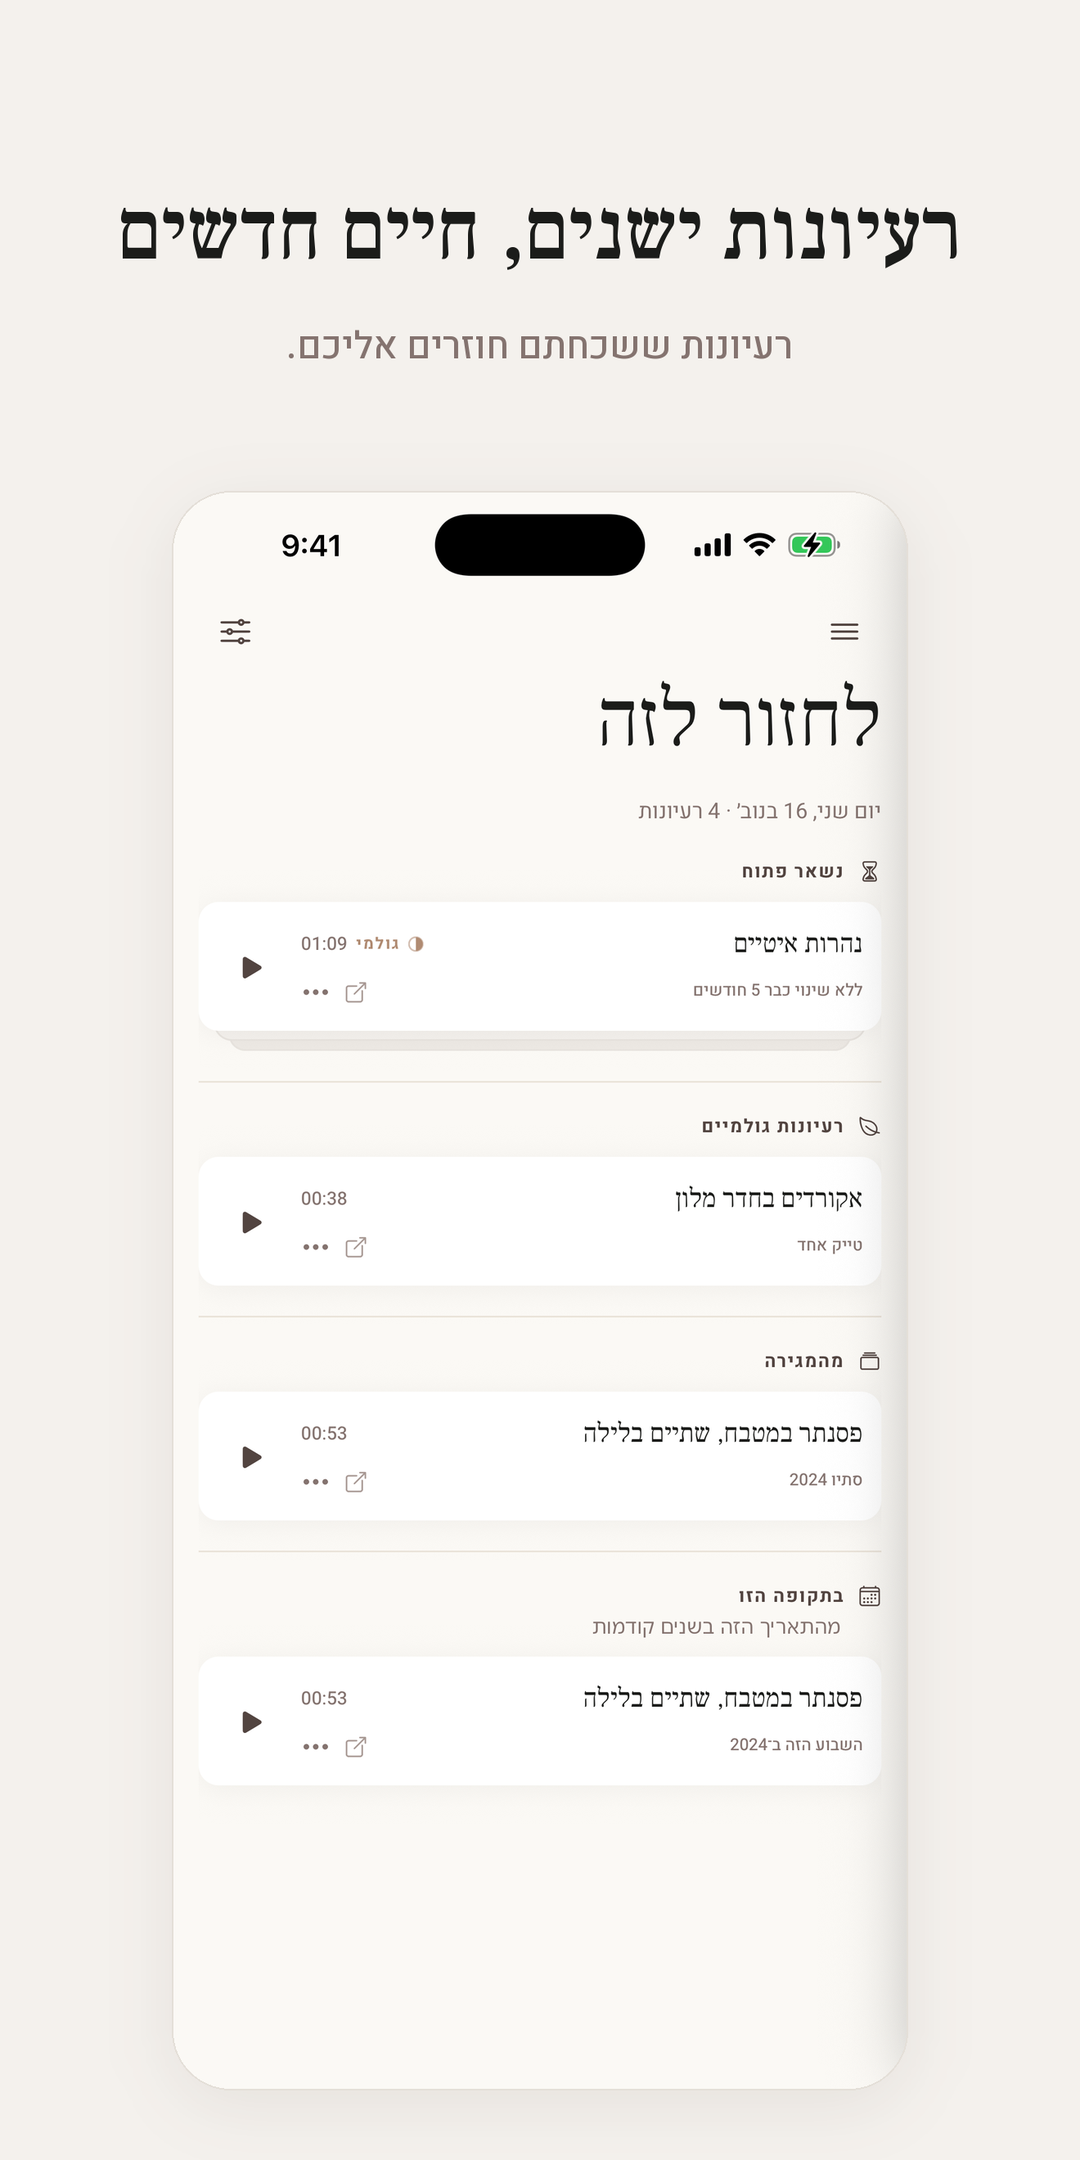 רעיונות ישנים, חיים חדשים
רעיונות ששכחתם חוזרים אליכם.
9:41
לחזור לזה
יום שני, 16 בנוב׳ · 4 רעיונות
נשאר פתוח
נהרות איטיים
גולמי 01:09
ללא שינוי כבר 5 חודשים
רעיונות גולמיים
אקורדים בחדר מלון
00:38
טייק אחד
מהמגירה
פסנתר במטבח, שתיים בלילה
00:53
סתיו 2024
בתקופה הזו
מהתאריך הזה בשנים קודמות
פסנתר במטבח, שתיים בלילה
00:53
השבוע הזה ב־2024